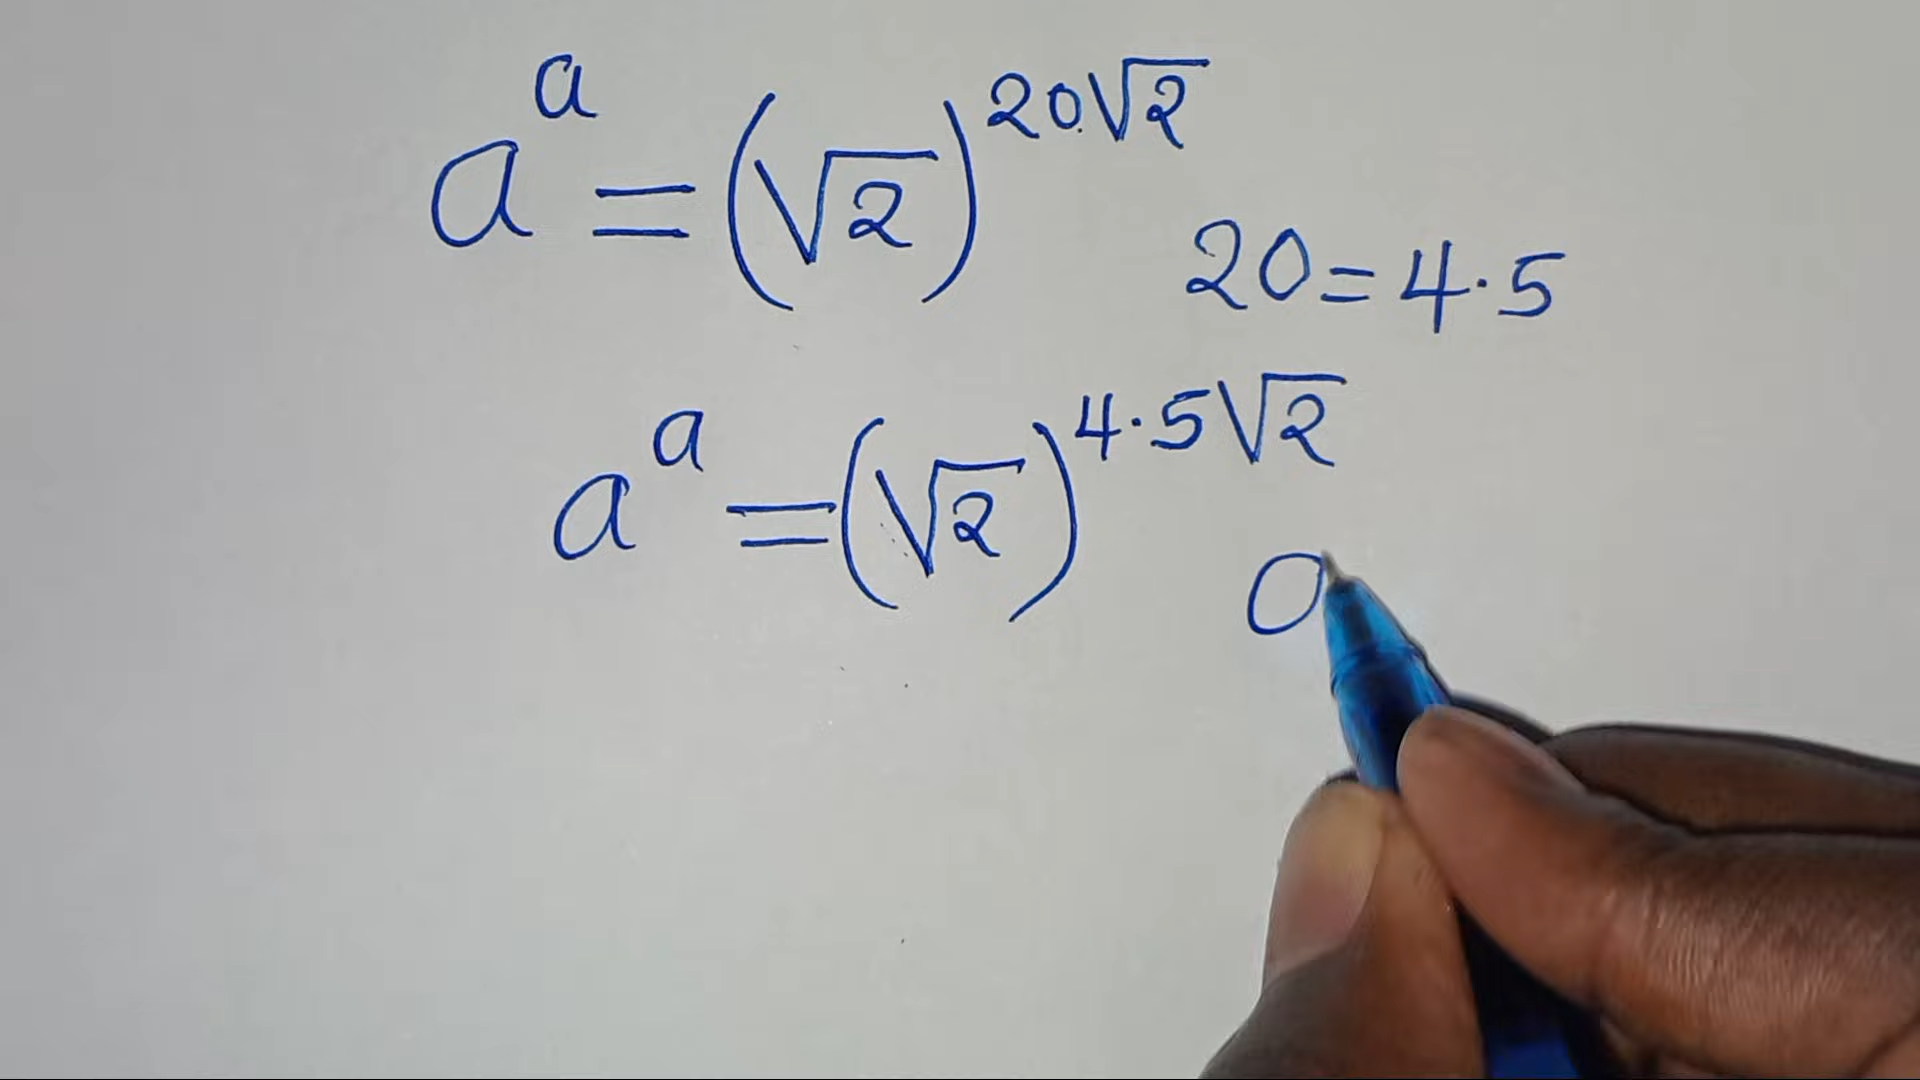 a^a = (√2)^20√2
20 = 4·5
a^a = (√2)^4·5√2